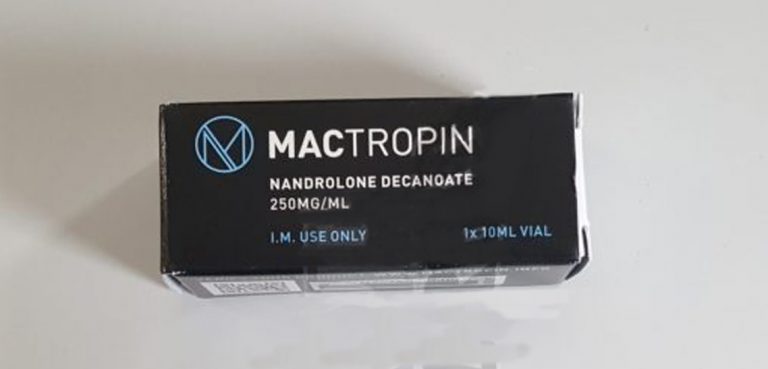 MACTROPIN
NANDROLONE DECANOATE
250MG/ML
I.M. USE ONLY 1x 10ML VIAL